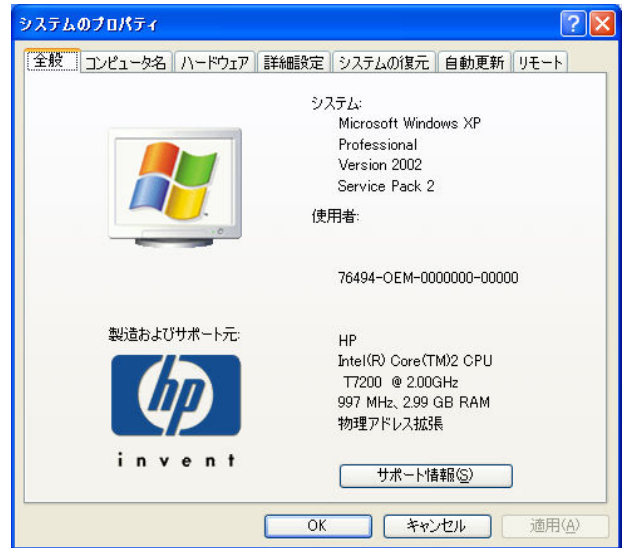 システムのプロパティ
全般 コンピュータ名 ハードウェア 詳細設定 システムの復元 自動更新 リモート
システム:
Microsoft Windows XP
Professional
Version 2002
Service Pack 2
使用者:
76494-OEM-0000000-00000
製造およびサポート元:
hp
invent
HP
Intel(R) Core(TM)2 CPU
T7200 @ 2.00GHz
997 MHz、2.99 GB RAM
物理アドレス拡張
サポート情報(S)
OK キャンセル 適用(A)